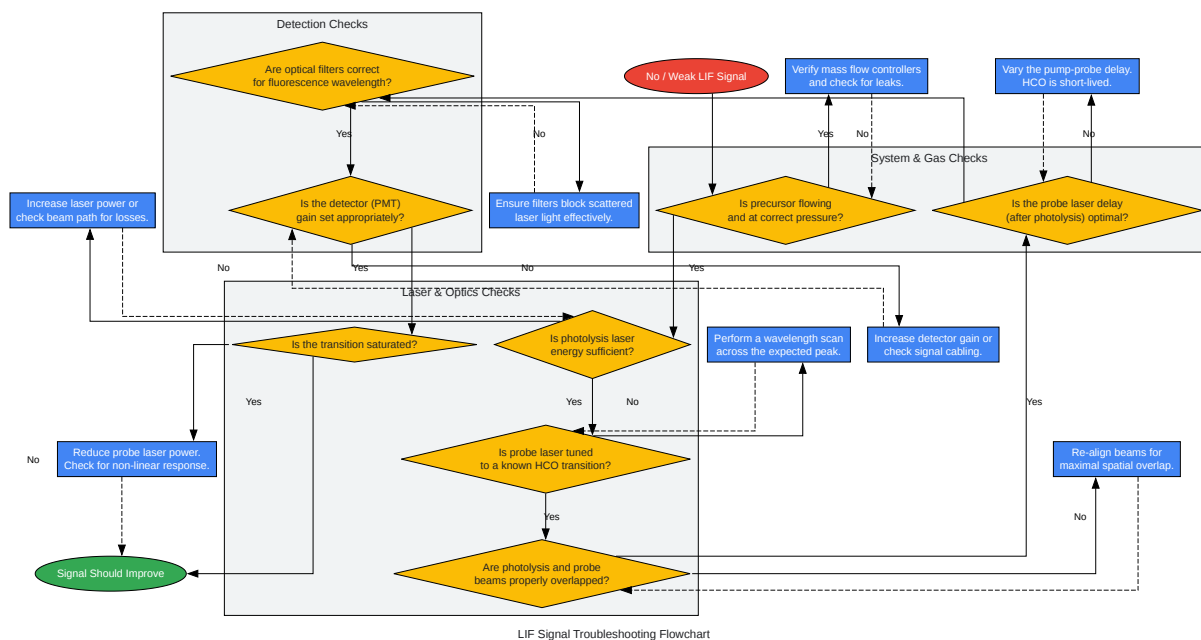 Detection Checks
Are optical filters correct
for fluorescence wavelength?
No / Weak LIF Signal
Verify mass flow controllers
and check for leaks.
Vary the pump-probe delay.
HCO is short-lived.
Yes
No
Yes
No
No
System & Gas Checks
Increase laser power or
check beam path for losses.
Is the detector (PMT)
gain set appropriately?
Ensure filters block scattered
laser light effectively.
Is precursor flowing
and at correct pressure?
Is the probe laser delay
(after photolysis) optimal?
No
Yes
No
Yes
Laser & Optics Checks
Is the transition saturated?
Is photolysis laser
energy sufficient?
Perform a wavelength scan
across the expected peak.
Increase detector gain or
check signal cabling.
Yes
Yes
No
Yes
No
Reduce probe laser power.
Check for non-linear response.
Is probe laser tuned
to a known HCO transition?
Re-align beams for
maximal spatial overlap.
Yes
No
Signal Should Improve
Are photolysis and probe
beams properly overlapped?
LIF Signal Troubleshooting Flowchart